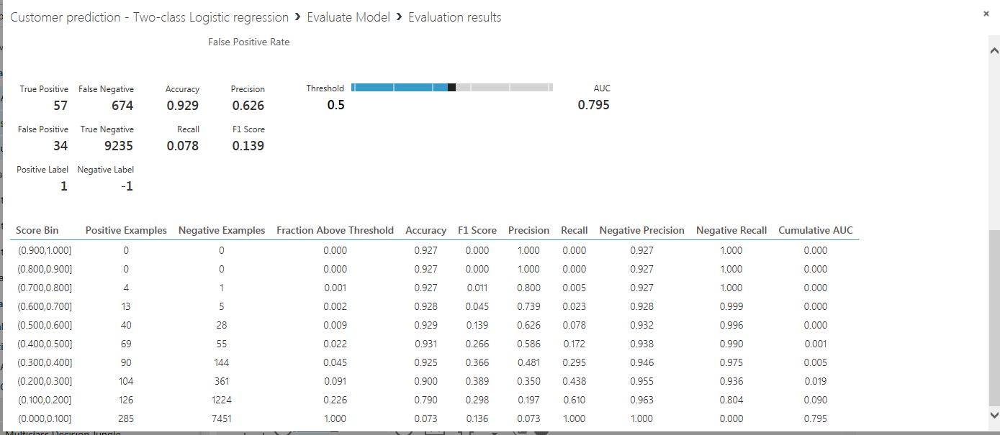 Customer prediction - Two-class Logistic regression › Evaluate Model › Evaluation results ×
False Positive Rate
True Positive False Negative Accuracy Precision Threshold AUC
57 674 0.929 0.626 0.5 0.795
False Positive True Negative Recall F1 Score
34 9235 0.078 0.139
Positive Label Negative Label
1 -1
Score Bin Positive Examples Negative Examples Fraction Above Threshold Accuracy F1 Score Precision Recall Negative Precision Negative Recall Cumulative AUC
(0.900,1.000] 0 0 0.000 0.927 0.000 1.000 0.000 0.927 1.000 0.000
(0.800,0.900] 0 0 0.000 0.927 0.000 1.000 0.000 0.927 1.000 0.000
(0.700,0.800] 4 1 0.001 0.927 0.011 0.800 0.005 0.927 1.000 0.000
(0.600,0.700] 13 5 0.002 0.928 0.045 0.739 0.023 0.928 0.999 0.000
(0.500,0.600] 40 28 0.009 0.929 0.139 0.626 0.078 0.932 0.996 0.000
(0.400,0.500] 69 55 0.022 0.931 0.266 0.586 0.172 0.938 0.990 0.001
(0.300,0.400] 90 144 0.045 0.925 0.366 0.481 0.295 0.946 0.975 0.005
(0.200,0.300] 104 361 0.091 0.900 0.389 0.350 0.438 0.955 0.936 0.019
(0.100,0.200] 126 1224 0.226 0.790 0.298 0.197 0.610 0.963 0.804 0.090
(0.000,0.100] 285 7451 1.000 0.073 0.136 0.073 1.000 1.000 0.000 0.795
Multiclass Decision Jungle